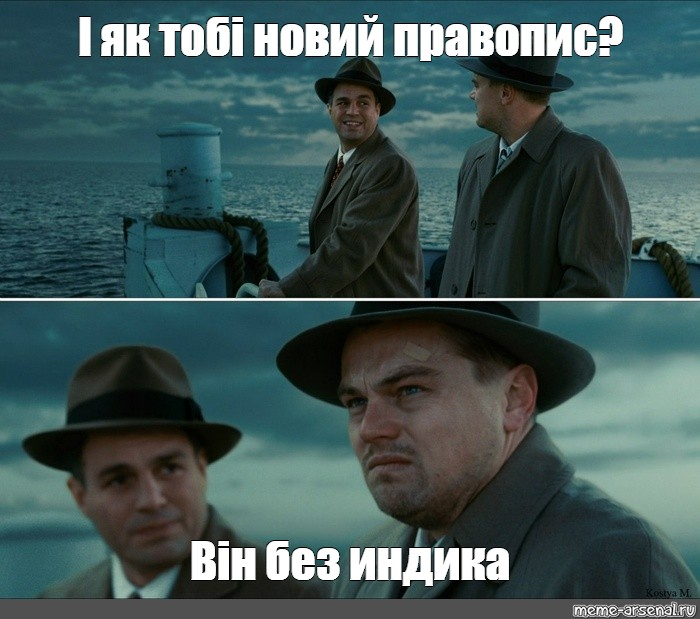 І як тобі новий правопис?
Він без индика
Kostya M.
meme-arsenal.ru